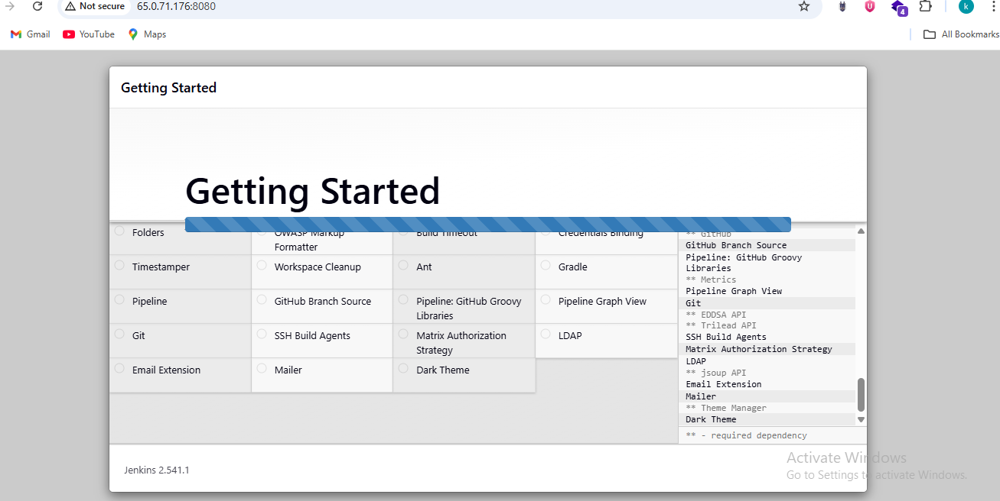 Not secure 65.0.71.176:8080
4
k
Gmail YouTube Maps All Bookmarks
Getting Started
Getting Started
Folders
OWASP Markup
Formatter
Build Timeout
Credentials Binding
Timestamper
Workspace Cleanup
Ant
Gradle
Pipeline
GitHub Branch Source
Pipeline: GitHub Groovy
Libraries
Pipeline Graph View
Git
SSH Build Agents
Matrix Authorization
Strategy
LDAP
Email Extension
Mailer
Dark Theme
** GitHub
GitHub Branch Source
Pipeline: GitHub Groovy
Libraries
** Metrics
Pipeline Graph View
Git
** EDDSA API
** Trilead API
SSH Build Agents
Matrix Authorization Strategy
LDAP
** jsoup API
Email Extension
Mailer
** Theme Manager
Dark Theme
** - required dependency
Jenkins 2.541.1
Activate Windows
Go to Settings to activate Windows.